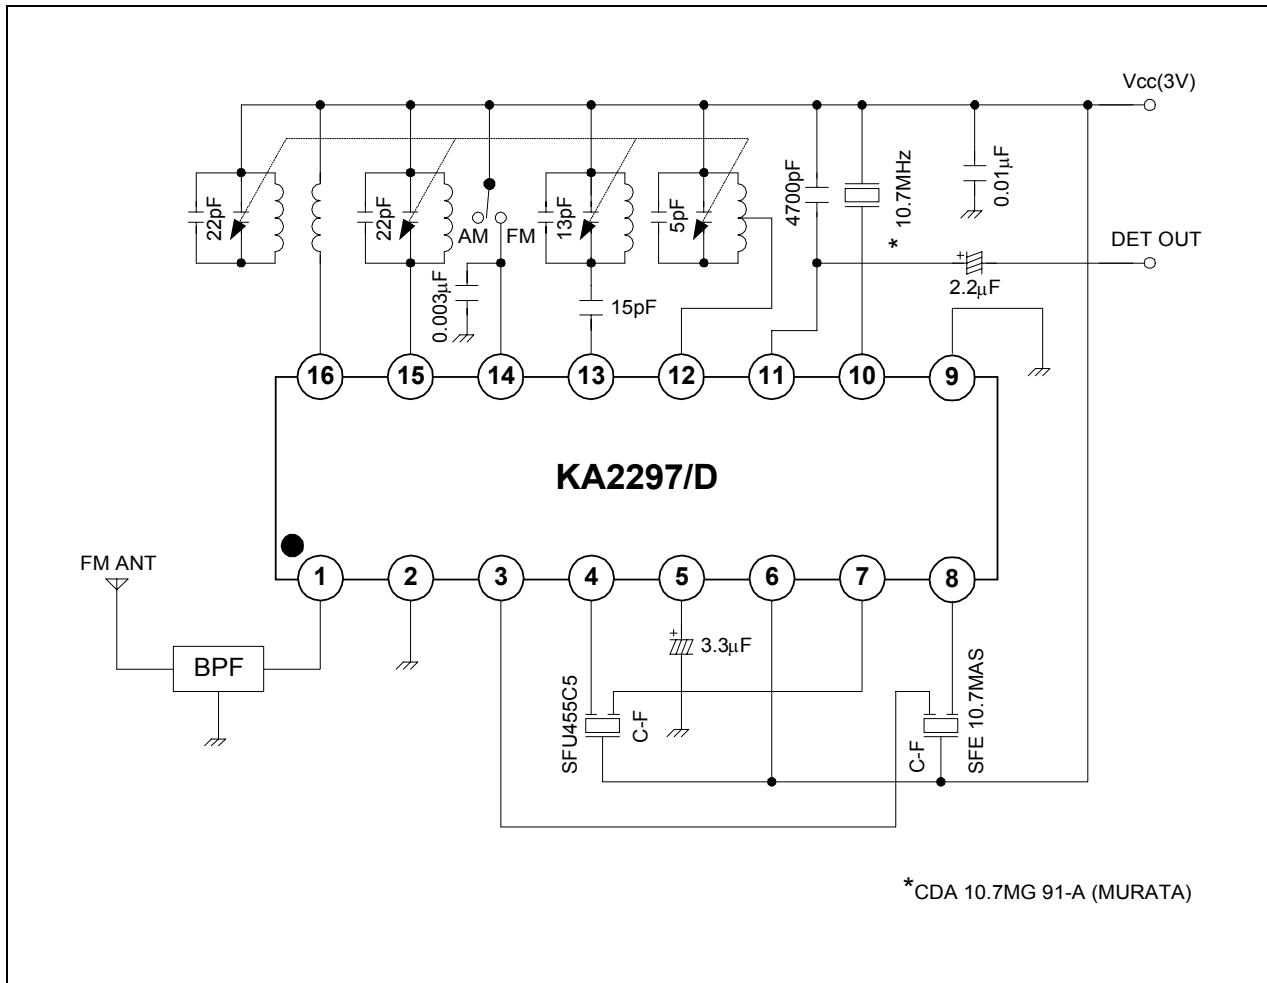 Vcc(3V)
22pF
22pF
AM
FM
13pF
5pF
4700pF
10.7MHz
*
0.01µF
DET OUT
2.2µF
+
0.003µF
15pF
16
15
14
13
12
11
10
9
KA2297/D
FM ANT
1
2
3
4
5
6
7
8
BPF
+
3.3µF
SFU455C5
C-F
C-F
SFE 10.7MAS
*CDA 10.7MG 91-A (MURATA)